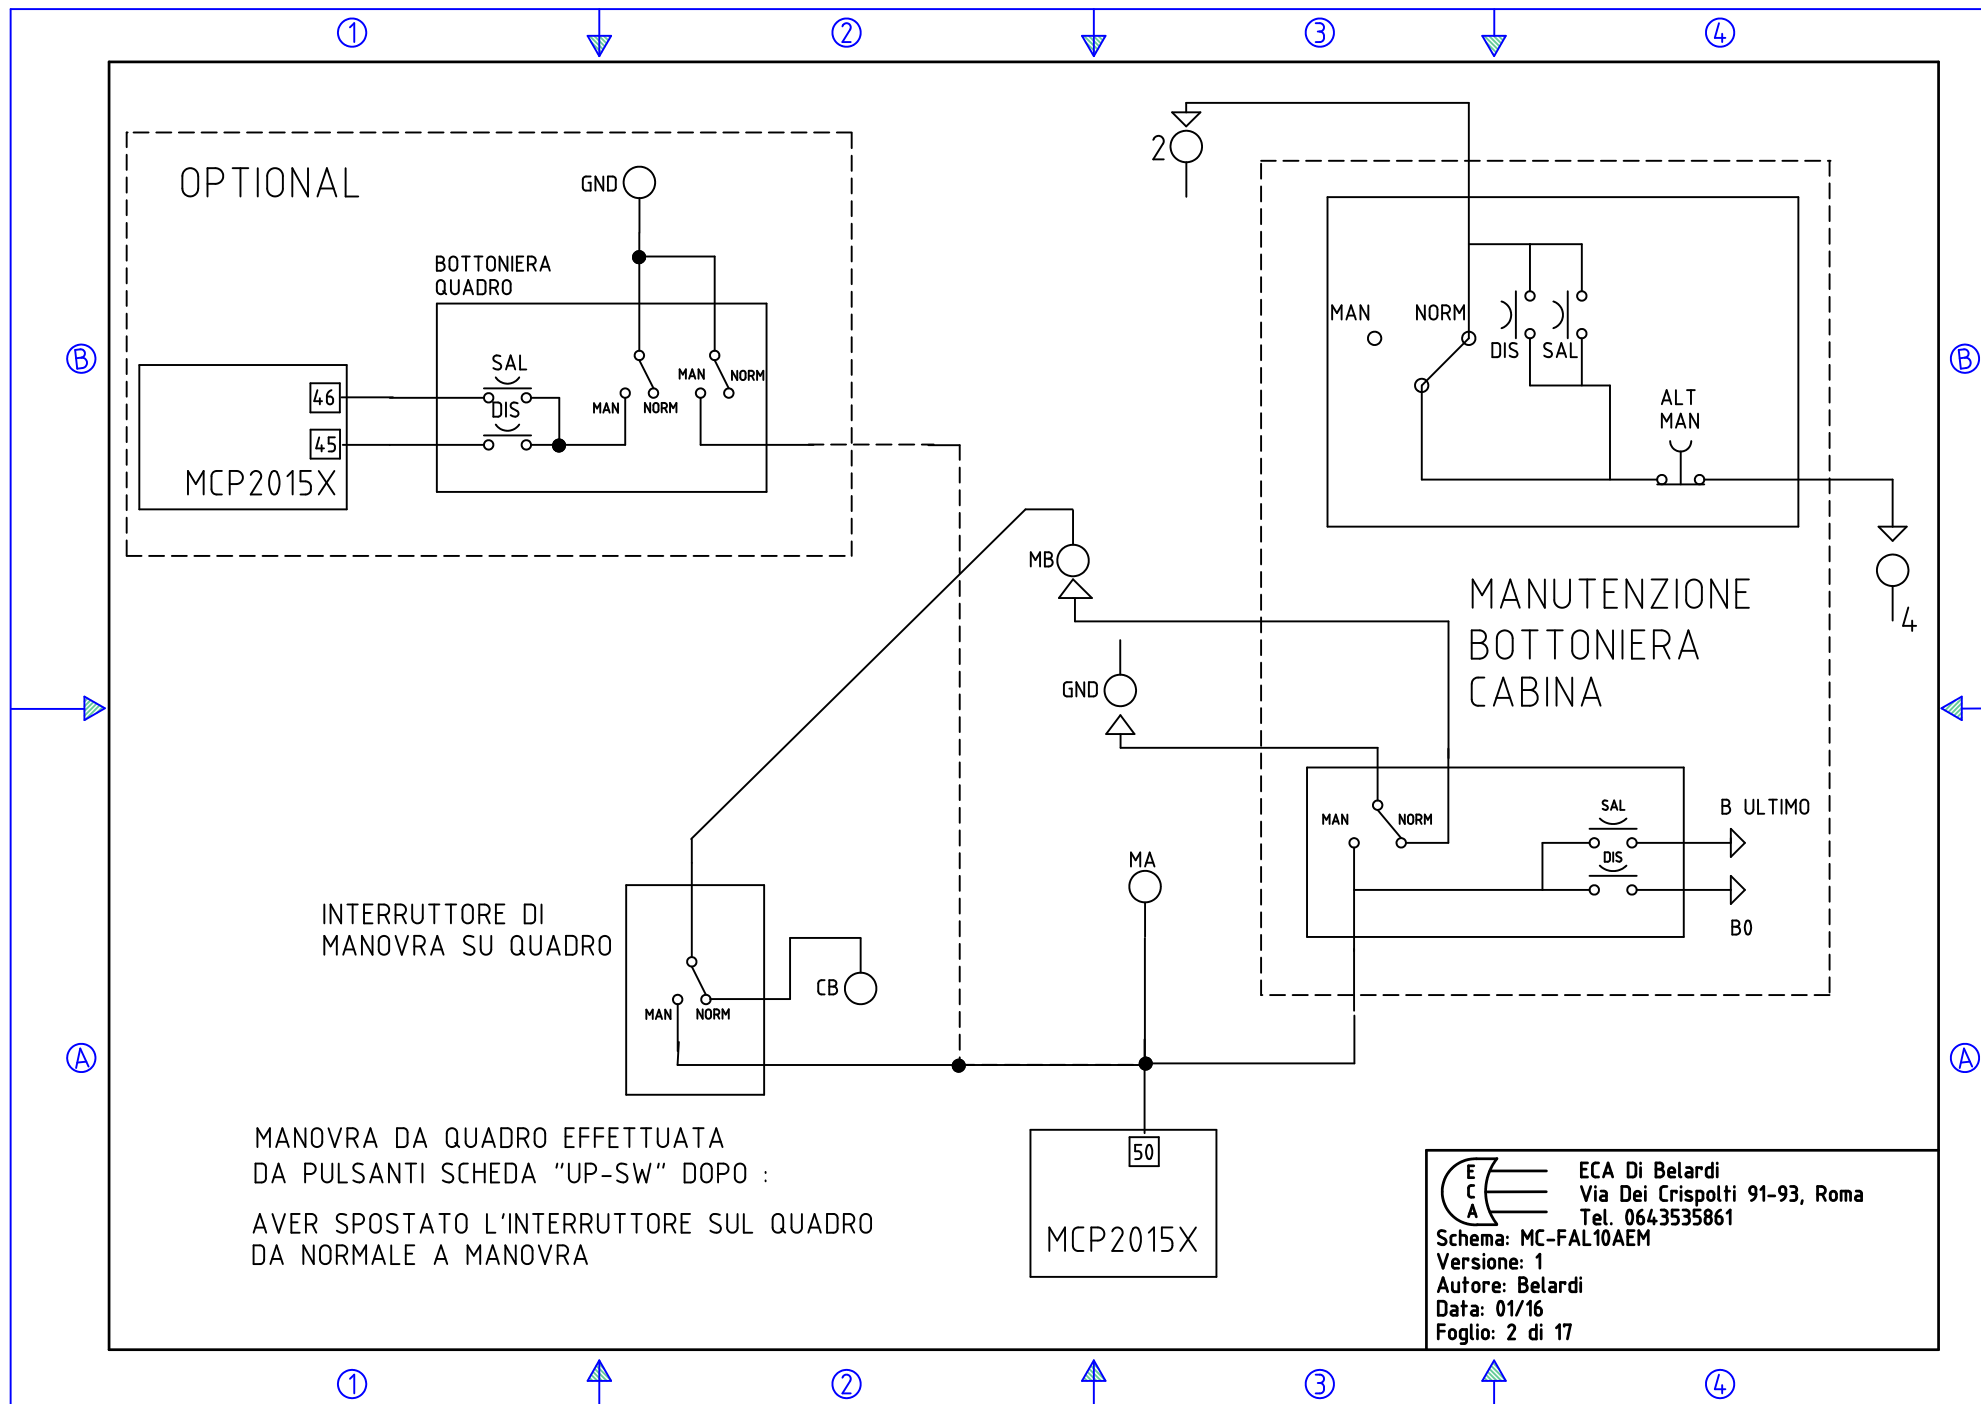 1
2
3
4
OPTIONAL
GND
BOTTONIERA
QUADRO
SAL
DIS
MAN
NORM
MAN
NORM
46
45
MCP2015X
B
2
MAN
NORM
DIS
SAL
ALT
MAN
B
4
MANUTENZIONE
BOTTONIERA
CABINA
MB
GND
MAN
NORM
SAL
DIS
B ULTIMO
B0
MA
INTERRUTTORE DI
MANOVRA SU QUADRO
MAN
NORM
CB
A
A
50
MCP2015X
MANOVRA DA QUADRO EFFETTUATA
DA PULSANTI SCHEDA "UP-SW" DOPO :
AVER SPOSTATO L'INTERRUTTORE SUL QUADRO
DA NORMALE A MANOVRA
E
C
A
ECA Di Belardi
Via Dei Crispolti 91-93, Roma
Tel. 0643535861
Schema: MC-FAL10AEM
Versione: 1
Autore: Belardi
Data: 01/16
Foglio: 2 di 17
1
2
3
4